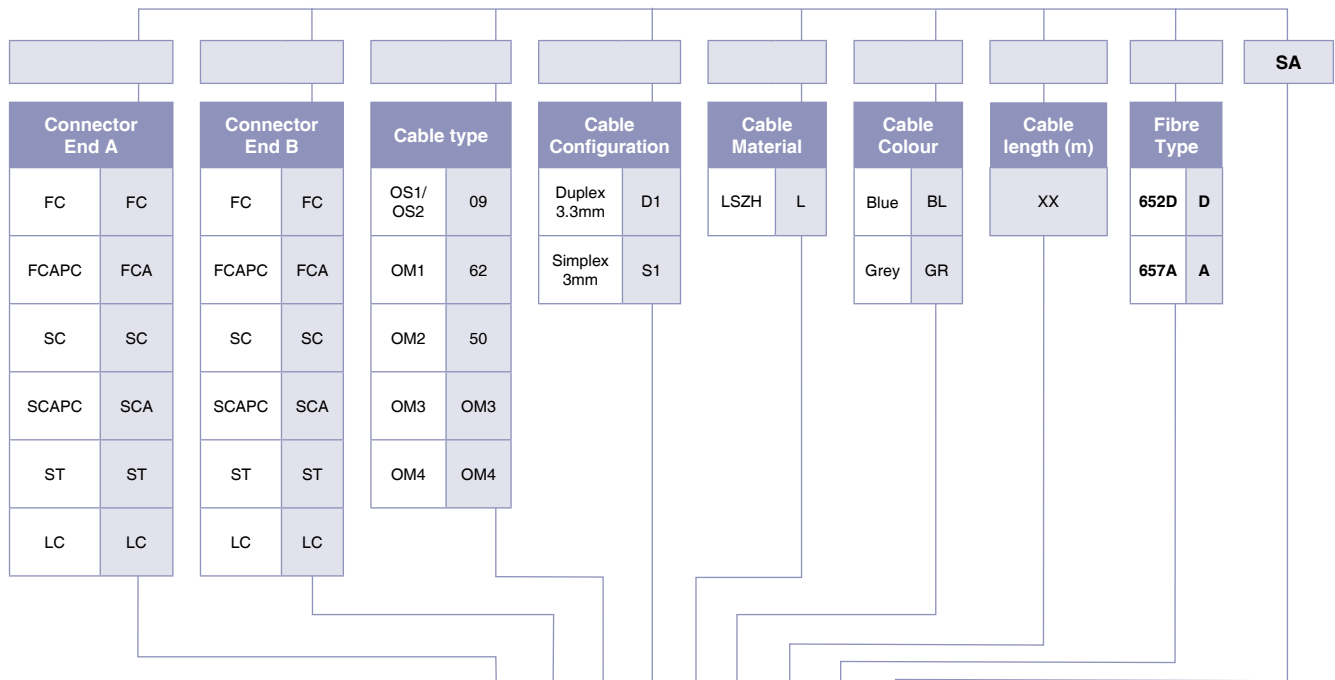 SA
Connector
End A
FC FC
FCAPC FCA
SC SC
SCAPC SCA
ST ST
LC LC
Connector
End B
FC FC
FCAPC FCA
SC SC
SCAPC SCA
ST ST
LC LC
Cable type
OS1/
OS2 09
OM1 62
OM2 50
OM3 OM3
OM4 OM4
Cable
Configuration
Duplex
3.3mm D1
Simplex
3mm S1
Cable
Material
LSZH L
Cable
Colour
Blue BL
Grey GR
Cable
length (m)
XX
Fibre
Type
652D D
657A A